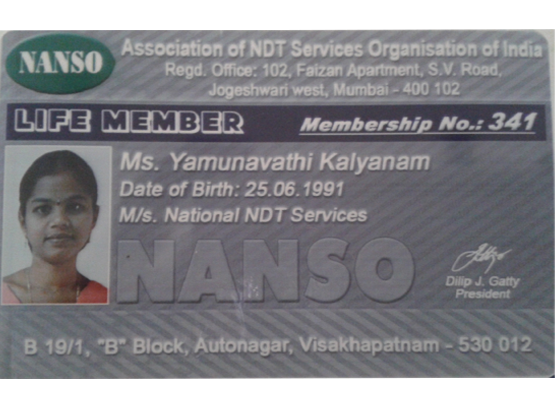 NANSO
Association of NDT Services Organisation of India
Regd. Office: 102, Faizan Apartment, S.V. Road,
Jogeshwari west, Mumbai - 400 102
LIFE MEMBER Membership No.: 341
Ms. Yamunavathi Kalyanam
Date of Birth: 25.06.1991
M/s. National NDT Services
NANSO
Dilip J. Gatty
President
B 19/1, "B" Block, Autonagar, Visakhapatnam - 530 012